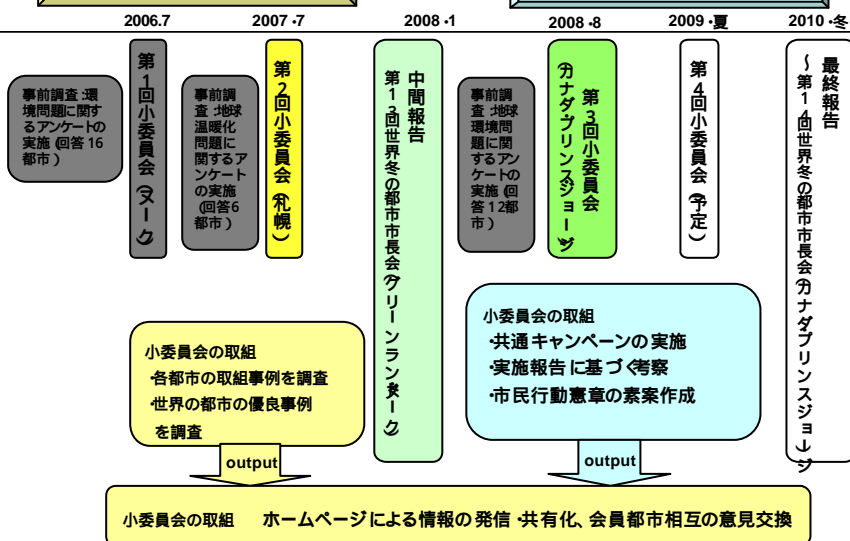 2006.7
2007・7
2008・1
2008・8
2009・夏
2010・冬
事前調査:環
境問題に関す
るアンケートの
実施(回答16
都市)
第1回小委員会(ヌーク)
事前調
査:地球
温暖化
問題に
関するア
ンケート
の実施
(回答6
都市)
第2回小委員会(札幌)
中間報告
第13回世界冬の都市市長会(グリーンランド・ヌーク)
事前調
査:地球
環境問
題に関
するアン
ケートの
実施(回
答12都
市)
第3回小委員会
(カナダ・プリンスジョージ)
第4回小委員会(予定)
最終報告
~第14回世界冬の都市市長会(カナダ・プリンスジョージ)
小委員会の取組
・各都市の取組事例を調査
・世界の都市の優良事例
を調査
小委員会の取組
・共通キャンペーンの実施
・実施報告に基づく考察
・市民行動憲章の素案作成
output
output
小委員会の取組 ホームページによる情報の発信・共有化、会員都市相互の意見交換